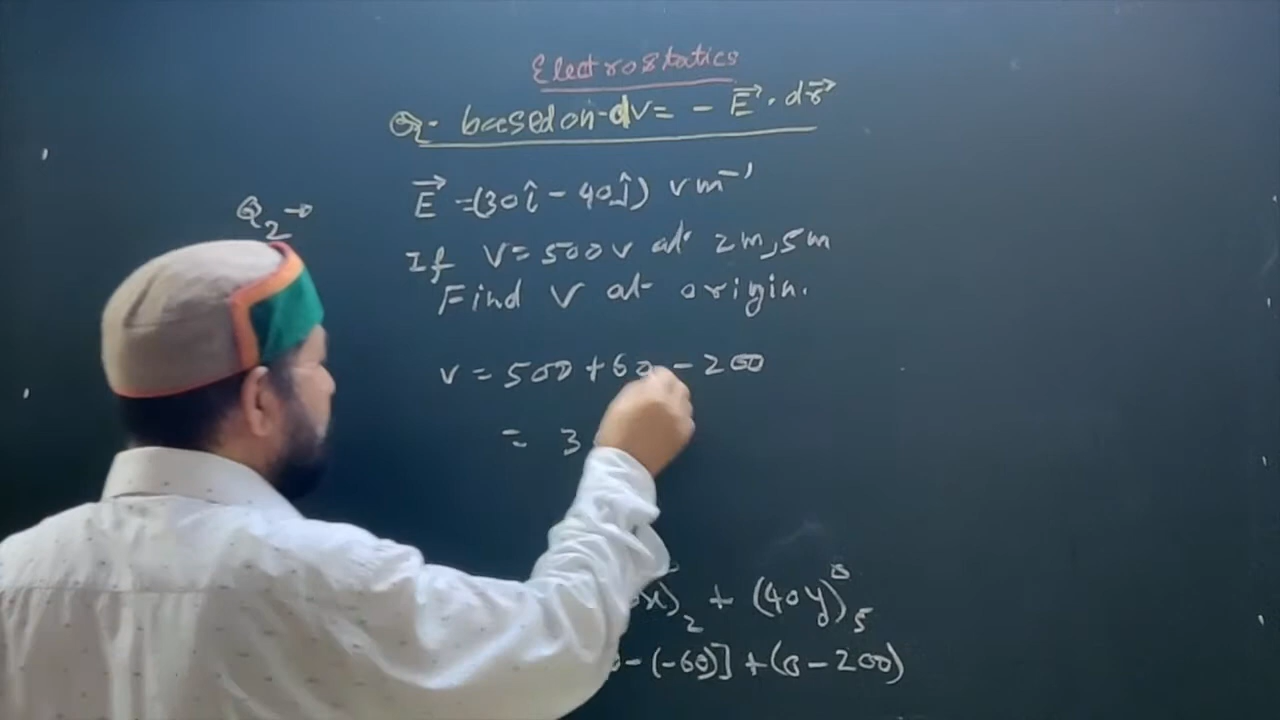 Electrostatics
Q- based on dV = - E⃗ . dr⃗
Q2 →
E⃗ =(30î - 40ĵ) Vm⁻¹
If V = 500V at 2m, 5m
Find V at origin.
V = 500 + 60 - 200
= 3
x)₂ + (40y)⁰₅
- (-60)] + (0 - 200)